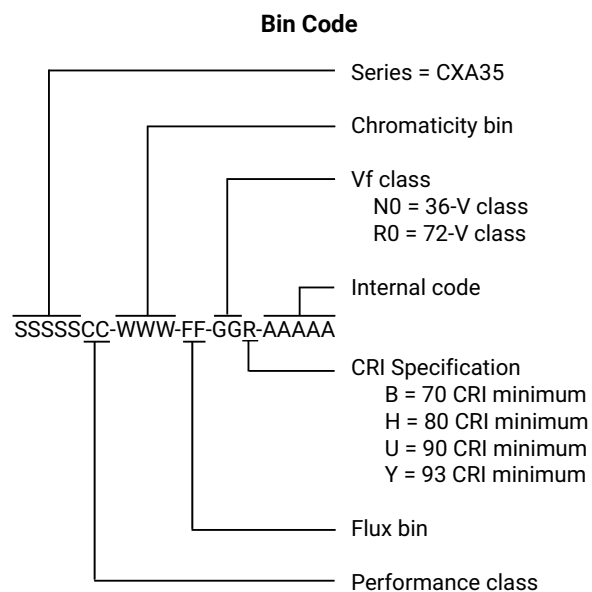 Bin Code
Series = CXA35
Chromaticity bin
Vf class
N0 = 36-V class
R0 = 72-V class
Internal code
SSSSSCC-WWW-FF-GGR-AAAAA
CRI Specification
B = 70 CRI minimum
H = 80 CRI minimum
U = 90 CRI minimum
Y = 93 CRI minimum
Flux bin
Performance class